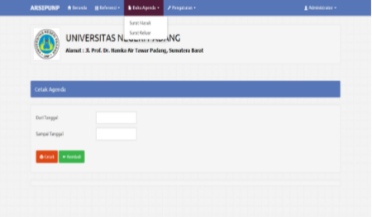 ARSIPUNP Beranda Referensi Buku Agenda Pengaturan Administrator
Surat Masuk
Surat Keluar
UNIVERSITAS NEGERI PADANG
Alamat : Jl. Prof. Dr. Hamka Air Tawar Padang, Sumatera Barat
Cetak Agenda
Dari Tanggal
Sampai Tanggal
Cetak Kembali